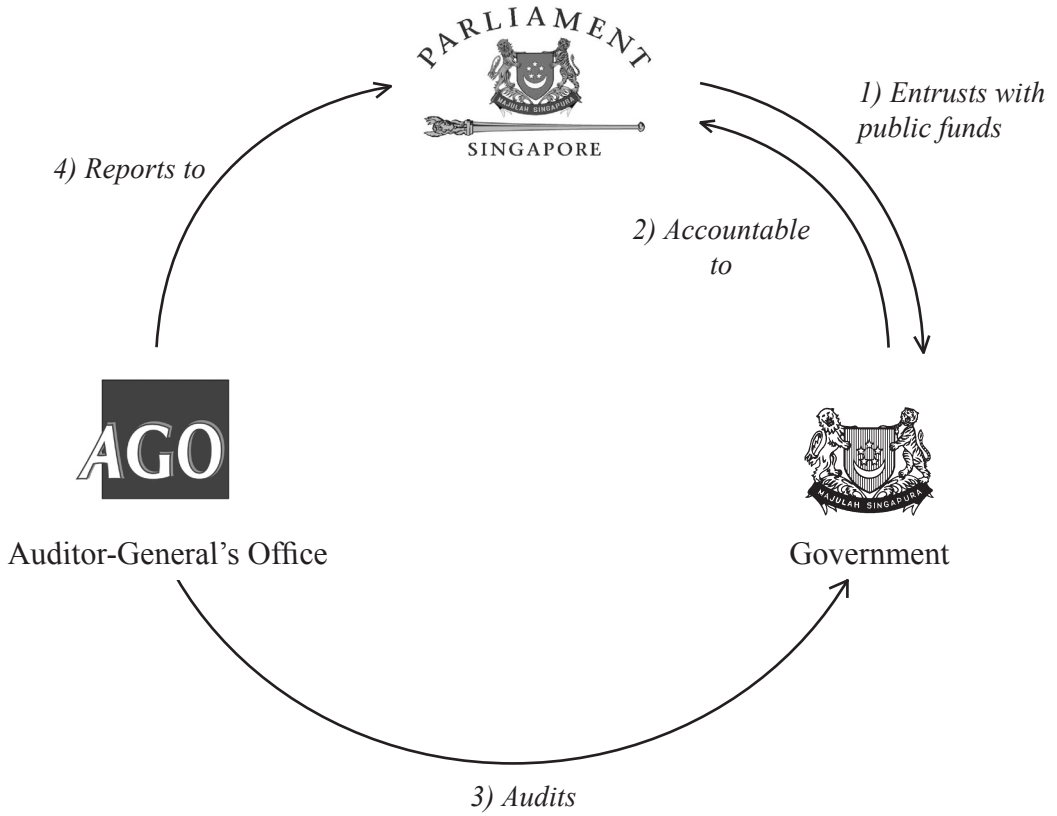 PARLIAMENT
MAJULAH SINGAPURA
SINGAPORE
1) Entrusts with
public funds
4) Reports to
2) Accountable
to
AGO
MAJULAH SINGAPURA
Auditor-General’s Office
Government
3) Audits